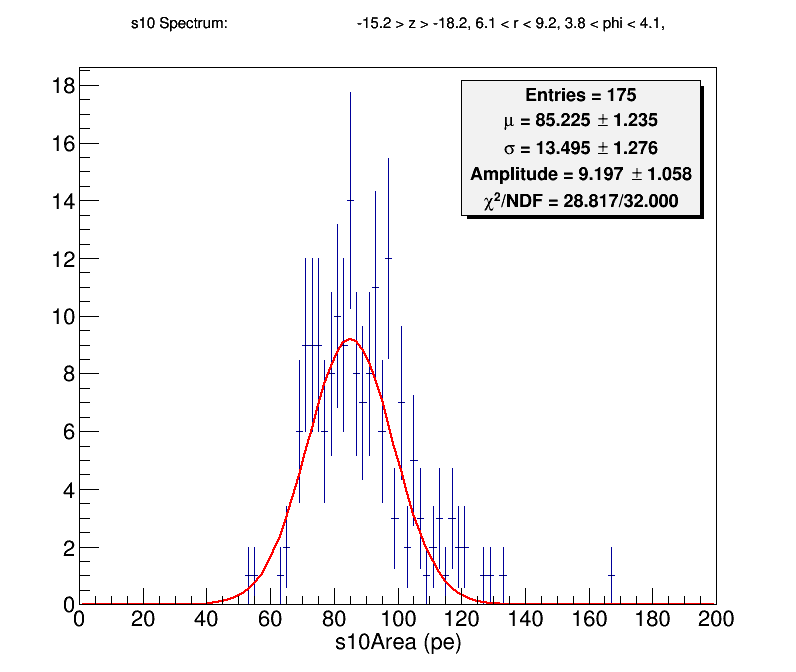 s10 Spectrum: -15.2 > z > -18.2, 6.1 < r < 9.2, 3.8 < phi < 4.1,
Entries = 175
μ = 85.225 ± 1.235
σ = 13.495 ± 1.276
Amplitude = 9.197 ± 1.058
χ²/NDF = 28.817/32.000
18
16
14
12
10
8
6
4
2
0
0 20 40 60 80 100 120 140 160 180 200
s10Area (pe)